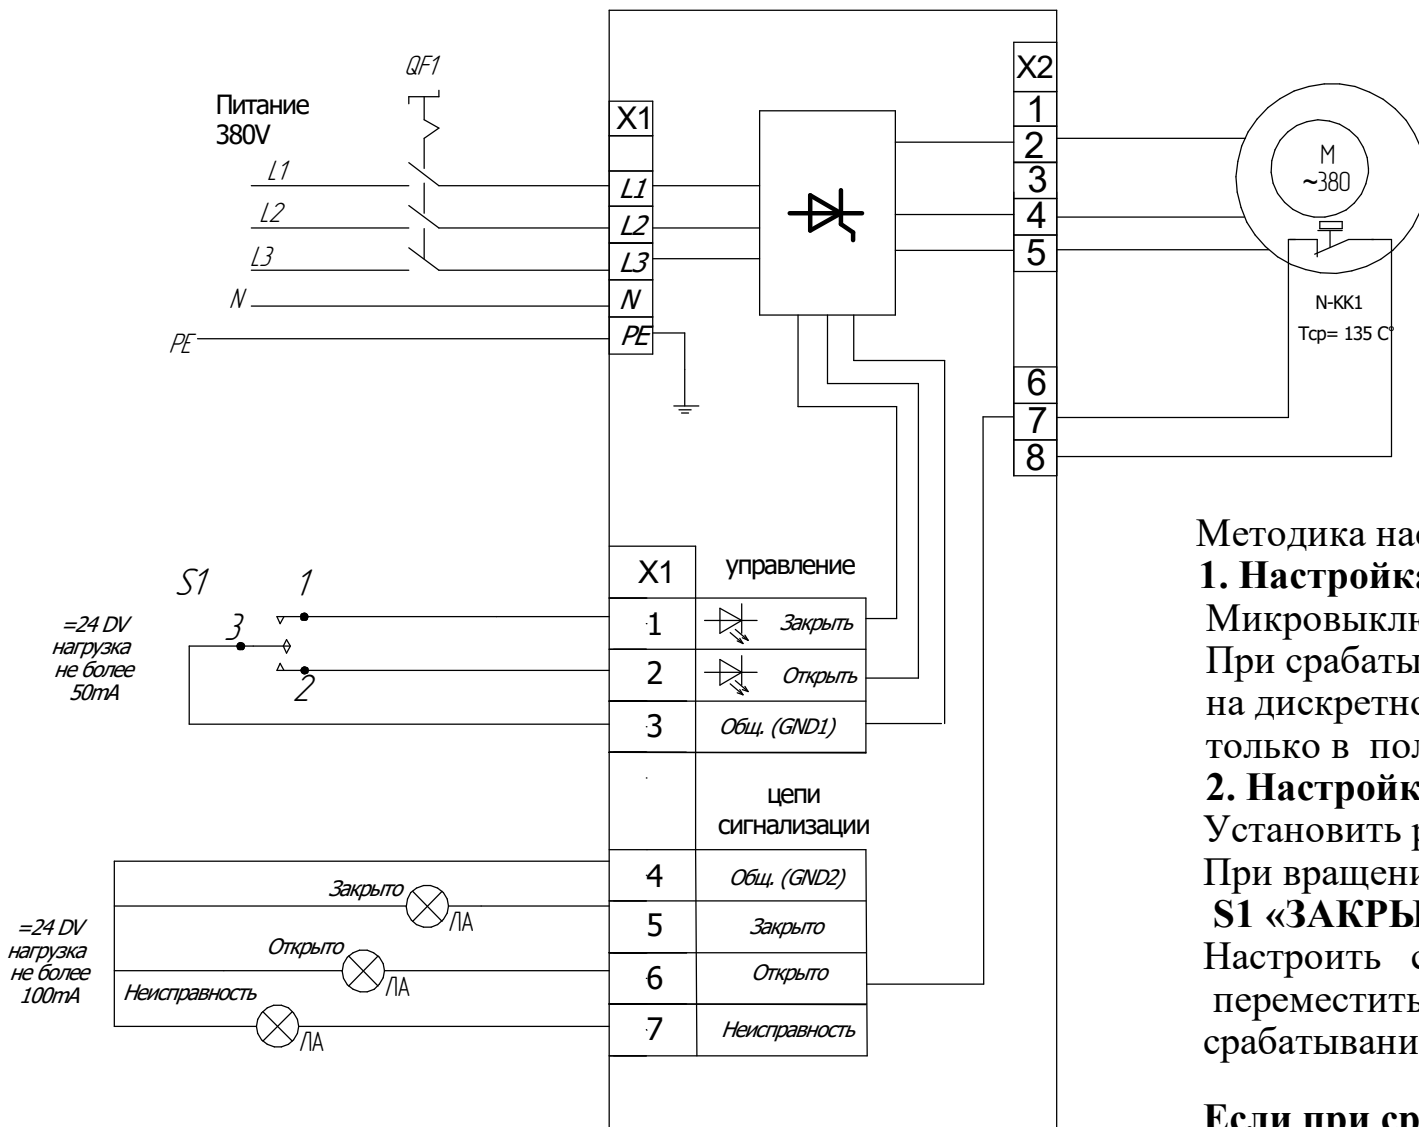 QF1
Питание
380V
L1
L2
L3
N
PE
X1
L1
L2
L3
N
PE
X2
1
2
3
4
5
6
7
8
M
~380
N-KK1
Tср= 135 C°
S1
1
3
2
=24 DV
нагрузка
не более
50mA
X1
управление
1
Закрыть
2
Открыть
3
Общ. (GND1)
цепи
сигнализации
4
Общ. (GND2)
5
Закрыто
6
Открыто
7
Неисправность
Закрыто
ЛА
Открыто
ЛА
Неисправность
ЛА
=24 DV
нагрузка
не более
100mA
Методика нас
1. Настройка
Микровыклю
При срабаты
на дискретно
только в пол
2. Настройк
Установить р
При вращени
S1 «ЗАКРЫ
Настроить с
переместить
срабатывани
Если при ср